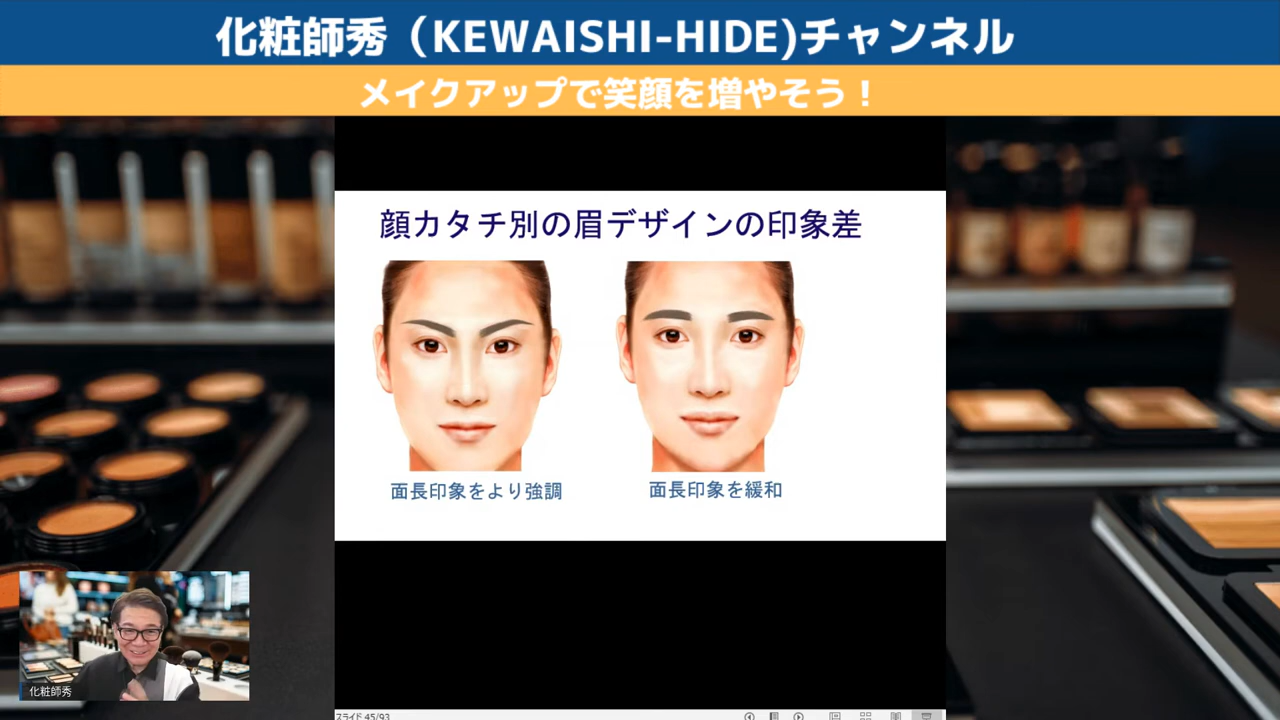 化粧師秀（KEWAISHI-HIDE)チャンネル
メイクアップで笑顔を増やそう！
顔カタチ別の眉デザインの印象差
面長印象をより強調
面長印象を緩和
化粧師秀
スライド 45/93